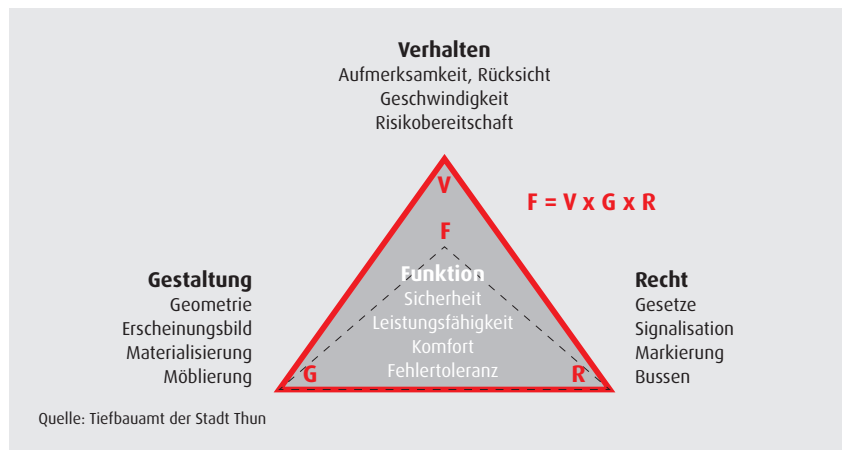 Verhalten
Aufmerksamkeit, Rücksicht
Geschwindigkeit
Risikobereitschaft
V
F = V x G x R
F
Gestaltung
Geometrie
Erscheinungsbild
Materialisierung
Möblierung
Funktion
Sicherheit
Leistungsfähigkeit
Komfort
Fehlertoleranz
Recht
Gesetze
Signalisation
Markierung
Bussen
G
R
Quelle: Tiefbauamt der Stadt Thun